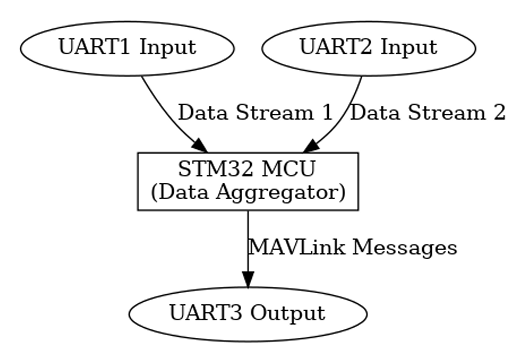 UART1 Input
UART2 Input
Data Stream 1
Data Stream 2
STM32 MCU
(Data Aggregator)
MAVLink Messages
UART3 Output